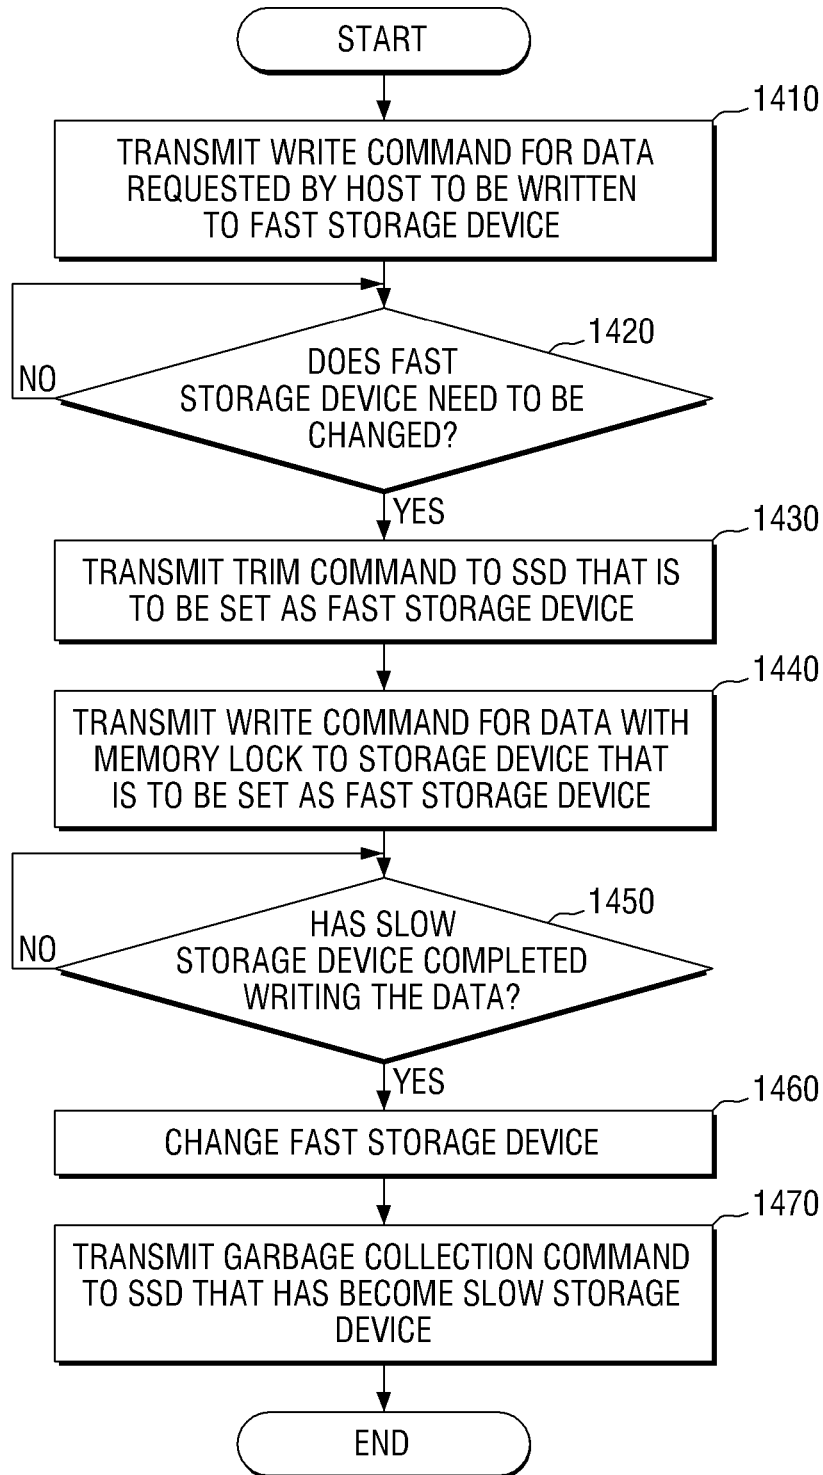 START
1410
TRANSMIT WRITE COMMAND FOR DATA
REQUESTED BY HOST TO BE WRITTEN
TO FAST STORAGE DEVICE
1420
DOES FAST
STORAGE DEVICE NEED TO BE
CHANGED?
NO
YES
1430
TRANSMIT TRIM COMMAND TO SSD THAT IS
TO BE SET AS FAST STORAGE DEVICE
1440
TRANSMIT WRITE COMMAND FOR DATA WITH
MEMORY LOCK TO STORAGE DEVICE THAT
IS TO BE SET AS FAST STORAGE DEVICE
1450
HAS SLOW
STORAGE DEVICE COMPLETED
WRITING THE DATA?
NO
YES
1460
CHANGE FAST STORAGE DEVICE
1470
TRANSMIT GARBAGE COLLECTION COMMAND
TO SSD THAT HAS BECOME SLOW STORAGE
DEVICE
END